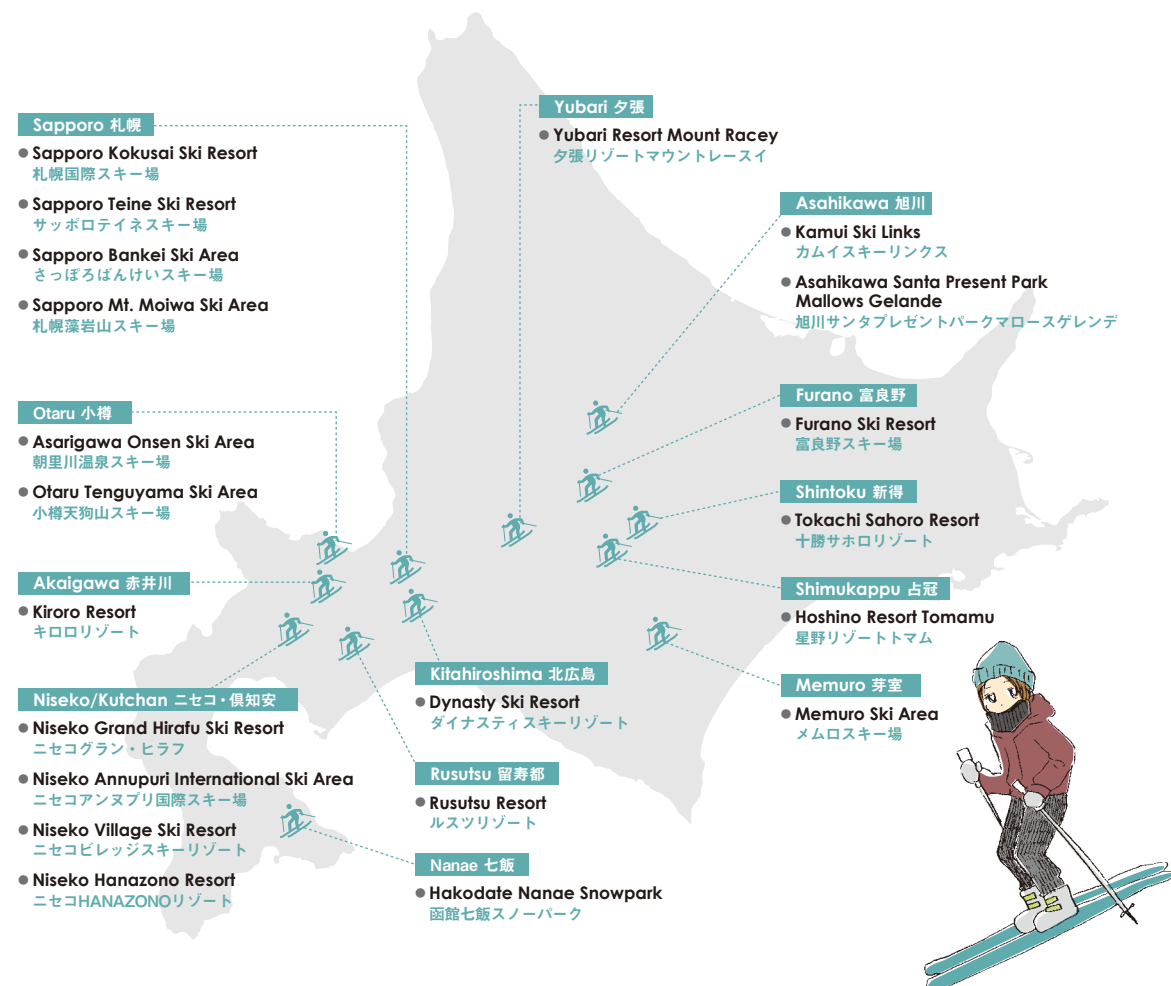 Sapporo 札幌
Sapporo Kokusai Ski Resort
札幌国際スキー場
Sapporo Teine Ski Resort
サッポロテイネスキー場
Sapporo Bankei Ski Area
さっぽろばんけいスキー場
Sapporo Mt. Moiwa Ski Area
札幌藻岩山スキー場
Otaru 小樽
Asarigawa Onsen Ski Area
朝里川温泉スキー場
Otaru Tenguyama Ski Area
小樽天狗山スキー場
Akaigawa 赤井川
Kiroro Resort
キロロリゾート
Niseko/Kutchan ニセコ・倶知安
Niseko Grand Hirafu Ski Resort
ニセコグラン・ヒラフ
Niseko Annupuri International Ski Area
ニセコアンヌプリ国際スキー場
Niseko Village Ski Resort
ニセコビレッジスキーリゾート
Niseko Hanazono Resort
ニセコHANAZONOリゾート
Yubari 夕張
Yubari Resort Mount Racey
夕張リゾートマウントレースイ
Kitahiroshima 北広島
Dynasty Ski Resort
ダイナスティスキーリゾート
Rusutsu 留寿都
Rusutsu Resort
ルスツリゾート
Nanae 七飯
Hakodate Nanae Snowpark
函館七飯スノーパーク
Asahikawa 旭川
Kamui Ski Links
カムイスキーリンクス
Asahikawa Santa Present Park
Mallows Gelande
旭川サンタプレゼントパークマロースゲレンデ
Furano 富良野
Furano Ski Resort
富良野スキー場
Shintoku 新得
Tokachi Sahoro Resort
十勝サホロリゾート
Shimukappu 占冠
Hoshino Resort Tomamu
星野リゾートトマム
Memuro 芽室
Memuro Ski Area
メムロスキー場